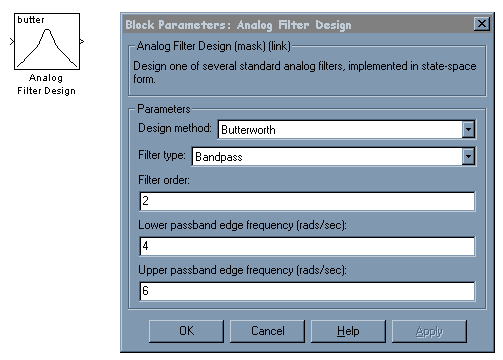 butter
Analog
Filter Design
Block Parameters: Analog Filter Design
Analog Filter Design (mask) (link)
Design one of several standard analog filters, implemented in state-space
form.
Parameters
Design method: Butterworth
Filter type: Bandpass
Filter order:
2
Lower passband edge frequency (rads/sec):
4
Upper passband edge frequency (rads/sec):
6
OK Cancel Help Apply